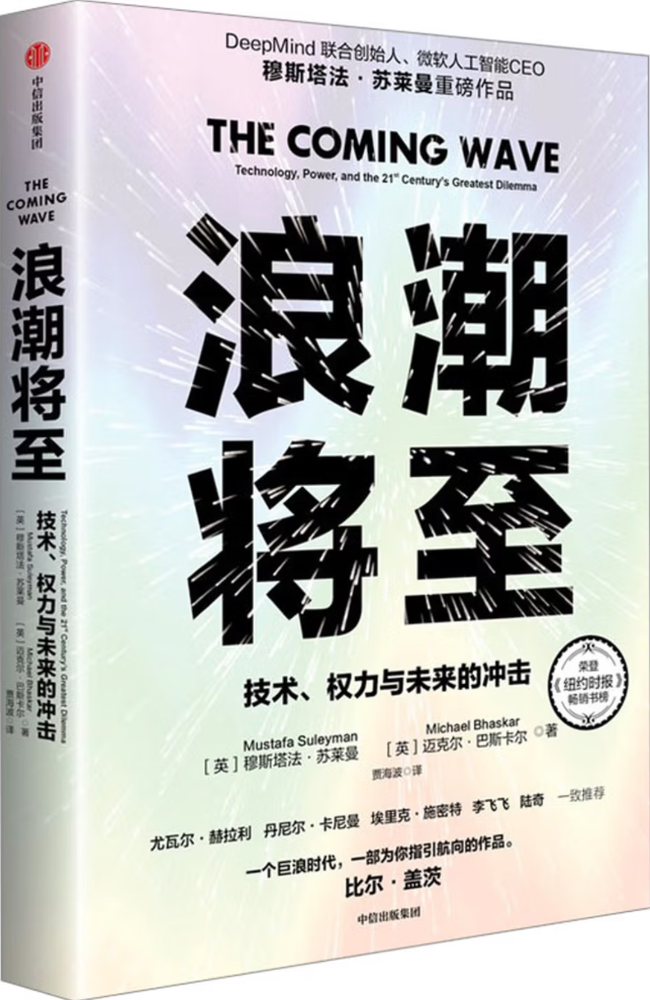 中信出版集团
THE
COMING
WAVE
浪潮将至
技术、权力与未来的冲击
Technology, Power, and the 21st Century's Greatest Dilemma
Mustafa Suleyman
[英]穆斯塔法·苏莱曼
Michael Bhaskar
[英]迈克尔·巴斯卡尔◎著
贾海波◎译
DeepMind 联合创始人、微软人工智能CEO
穆斯塔法·苏莱曼重磅作品
THE COMING WAVE
Technology, Power, and the 21st Century's Greatest Dilemma
浪潮
将至
技术、权力与未来的冲击
荣登
《纽约时报》
畅销书榜
Mustafa Suleyman
Michael Bhaskar
[英]穆斯塔法·苏莱曼 [英]迈克尔·巴斯卡尔 ◎著
贾海波◎译
尤瓦尔·赫拉利 丹尼尔·卡尼曼 埃里克·施密特 李飞飞 陆奇 一致推荐
一个巨浪时代，一部为你指引航向的作品。
比尔·盖茨
中信出版集团